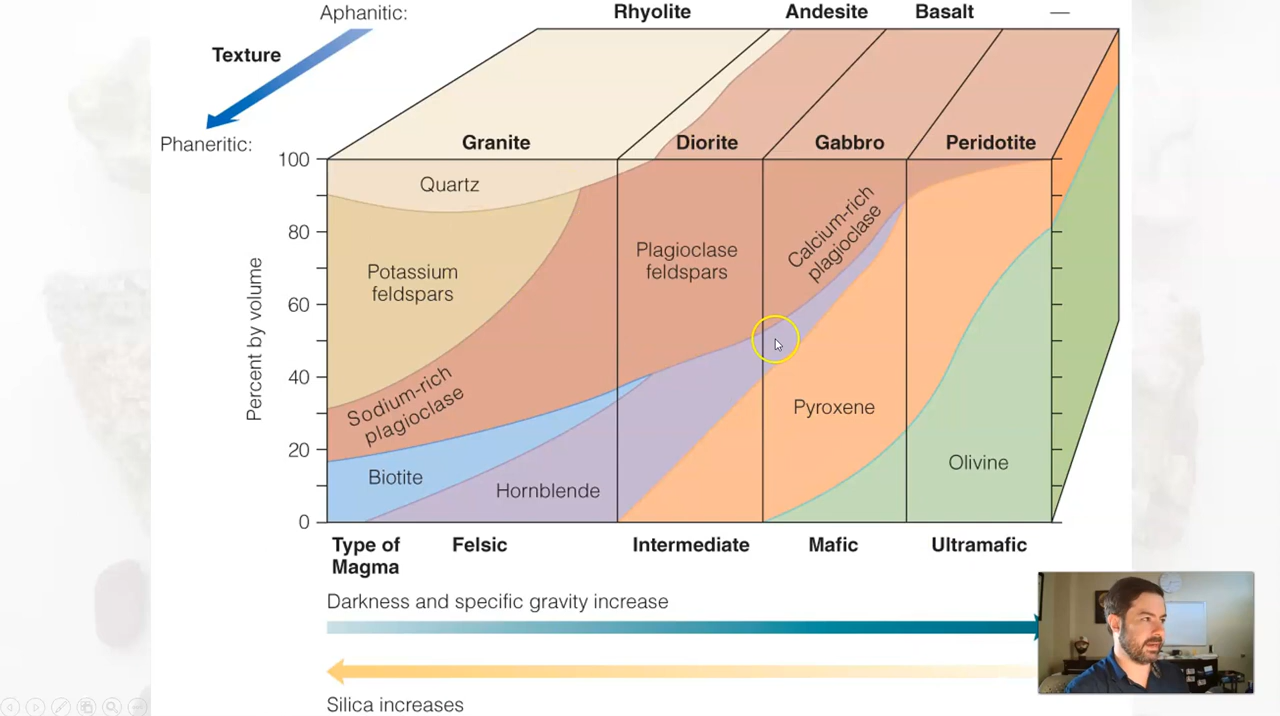 Aphanitic: Rhyolite Andesite Basalt —
Texture
Phaneritic: Granite Diorite Gabbro Peridotite
100
80
60
40
20
0
Percent by volume
Quartz
Potassium
feldspars
Sodium-rich
plagioclase
Biotite
Hornblende
Plagioclase
feldspars
Calcium-rich
plagioclase
Pyroxene
Olivine
Type of
Magma
Felsic Intermediate Mafic Ultramafic
Darkness and specific gravity increase
Silica increases